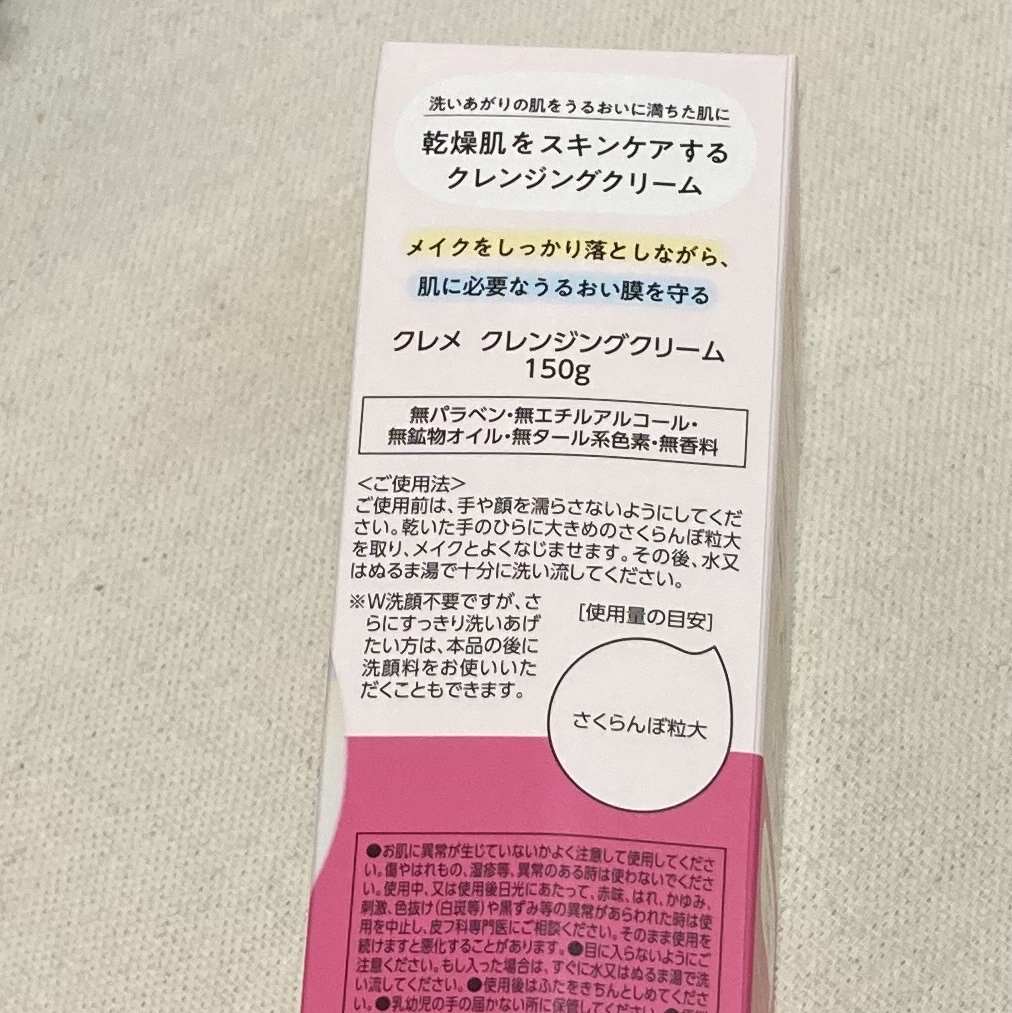 洗いあがりの肌をうるおいに満ちた肌に
乾燥肌をスキンケアする
クレンジングクリーム
メイクをしっかり落としながら、
肌に必要なうるおい膜を守る
クレメ クレンジングクリーム
150g
無パラベン・無エチルアルコール・
無鉱物オイル・無タール系色素・無香料
＜ご使用法＞
ご使用前は、手や顔を濡らさないようにしてくだ
さい。乾いた手のひらに大きめのさくらんぼ粒大
を取り、メイクとよくなじませます。その後、水又
はぬるま湯で十分に洗い流してください。
※W洗顔不要ですが、さ
らにすっきり洗いあげ
たい方は、本品の後に
洗顔料をお使いいた
だくこともできます。
[使用量の目安]
さくらんぼ粒大
●お肌に異常が生じていないかよく注意して使用してくださ
い。傷やはれもの、湿疹等、異常のある時は使わないでくださ
い。使用中、又は使用後日光にあたって、赤味、はれ、かゆみ、
刺激、色抜け(白斑等)や黒ずみ等の異常があらわれた時は使
用を中止し、皮フ科専門医にご相談ください。そのまま使用を
続けますと悪化することがあります。●目に入らないようにご
注意ください。もし入った場合は、すぐに水又はぬるま湯で洗
い流してください。●使用後はふたをきちんとしめてくださ
い。●乳幼児の手の届かない所に保管してください。●